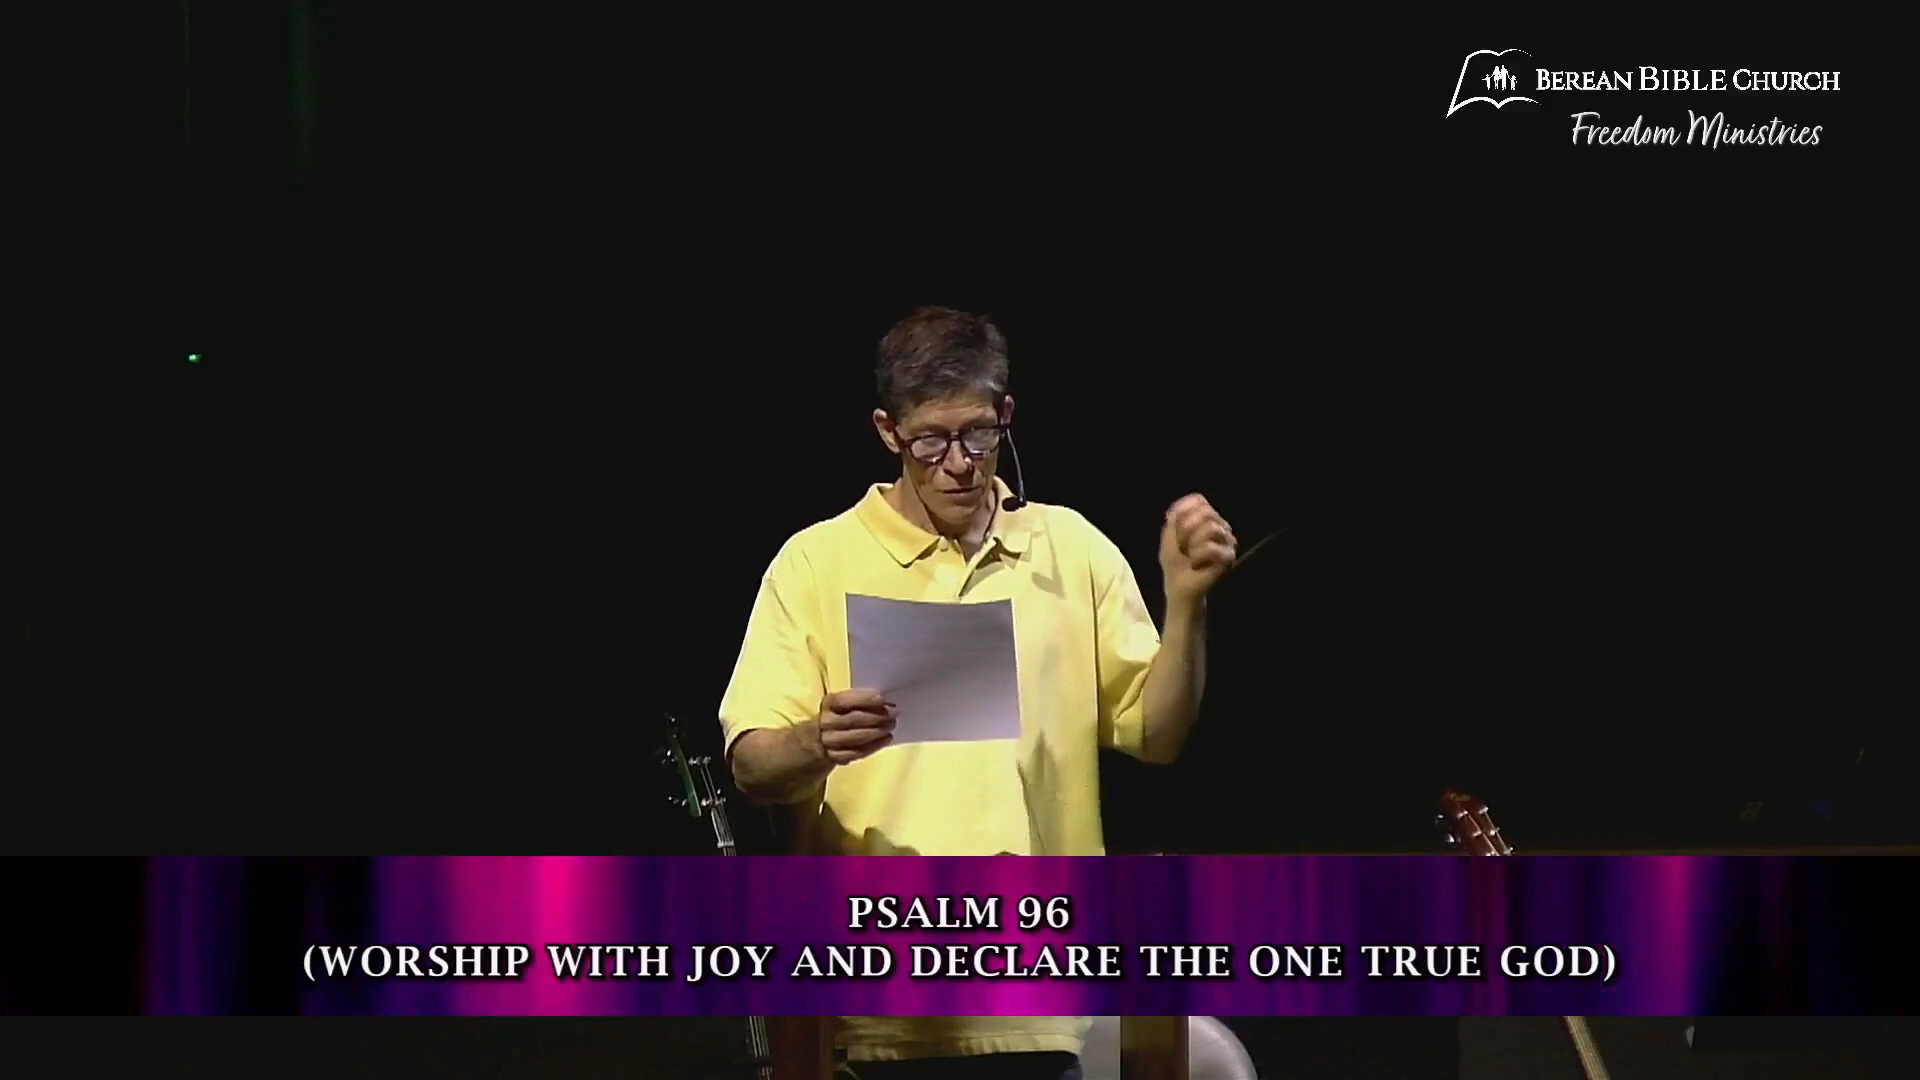 BEREAN BIBLE CHURCH
Freedom Ministries
PSALM 96
(WORSHIP WITH JOY AND DECLARE THE ONE TRUE GOD)